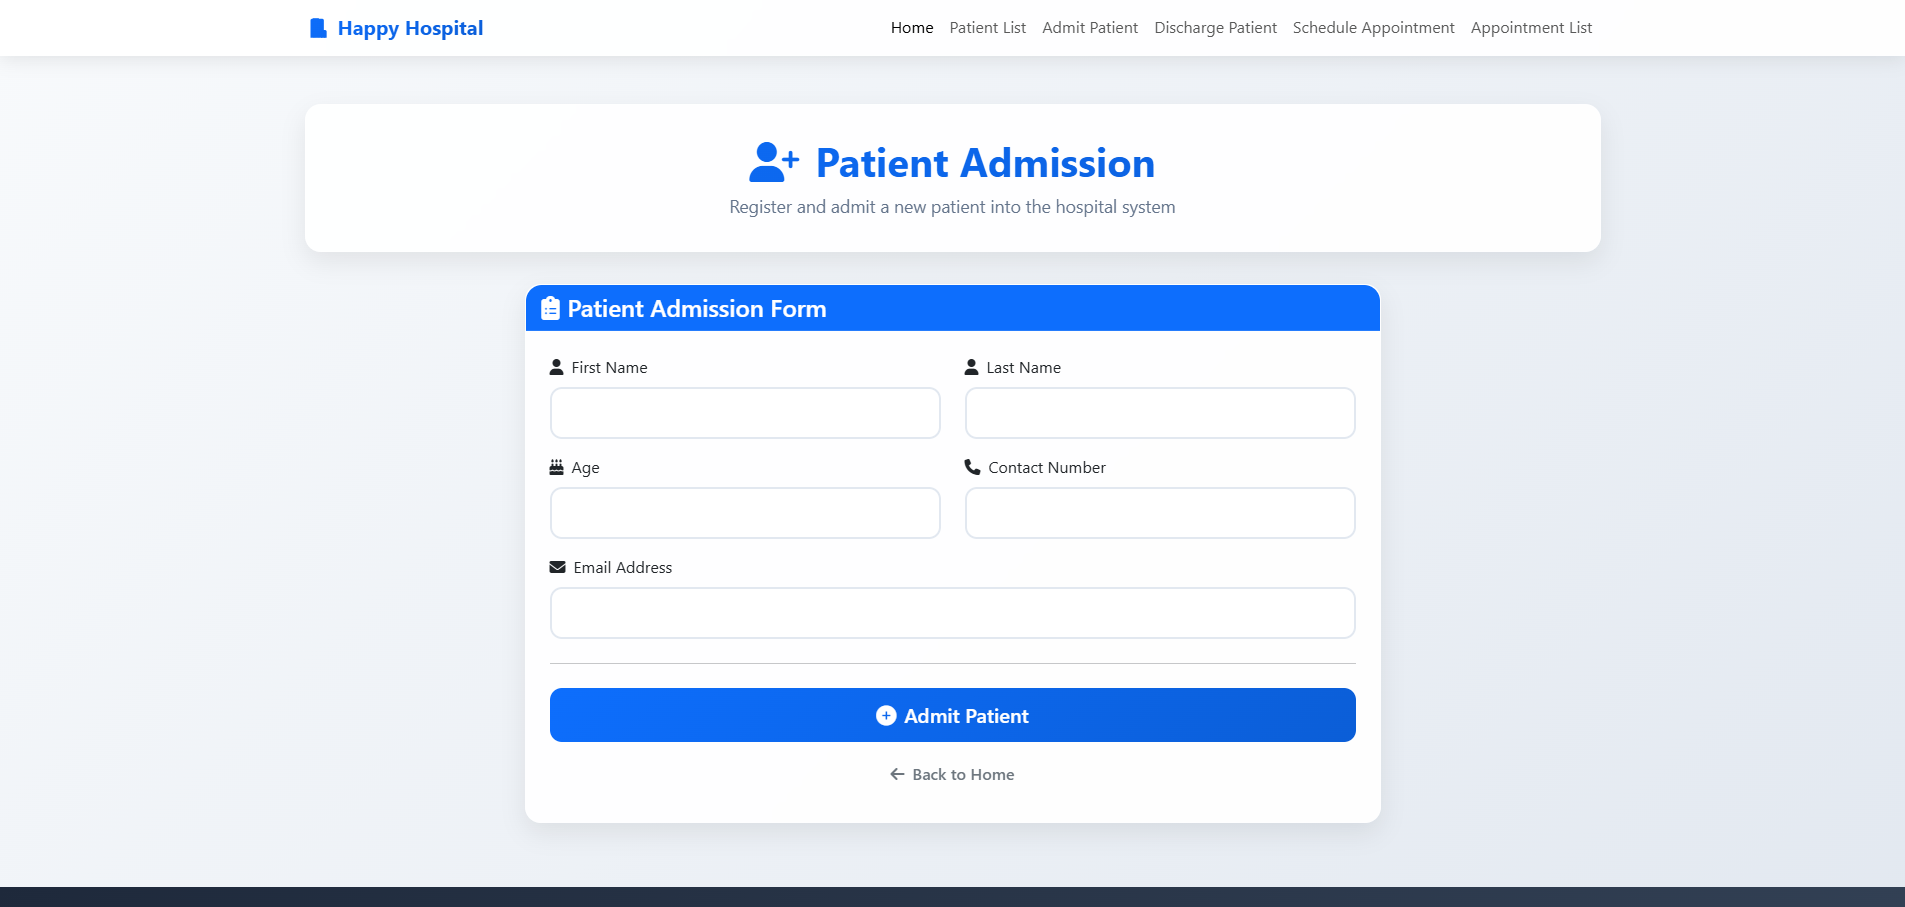 Happy Hospital
Home Patient List Admit Patient Discharge Patient Schedule Appointment Appointment List
Patient Admission
Register and admit a new patient into the hospital system
Patient Admission Form
First Name
Last Name
Age
Contact Number
Email Address
Admit Patient
Back to Home